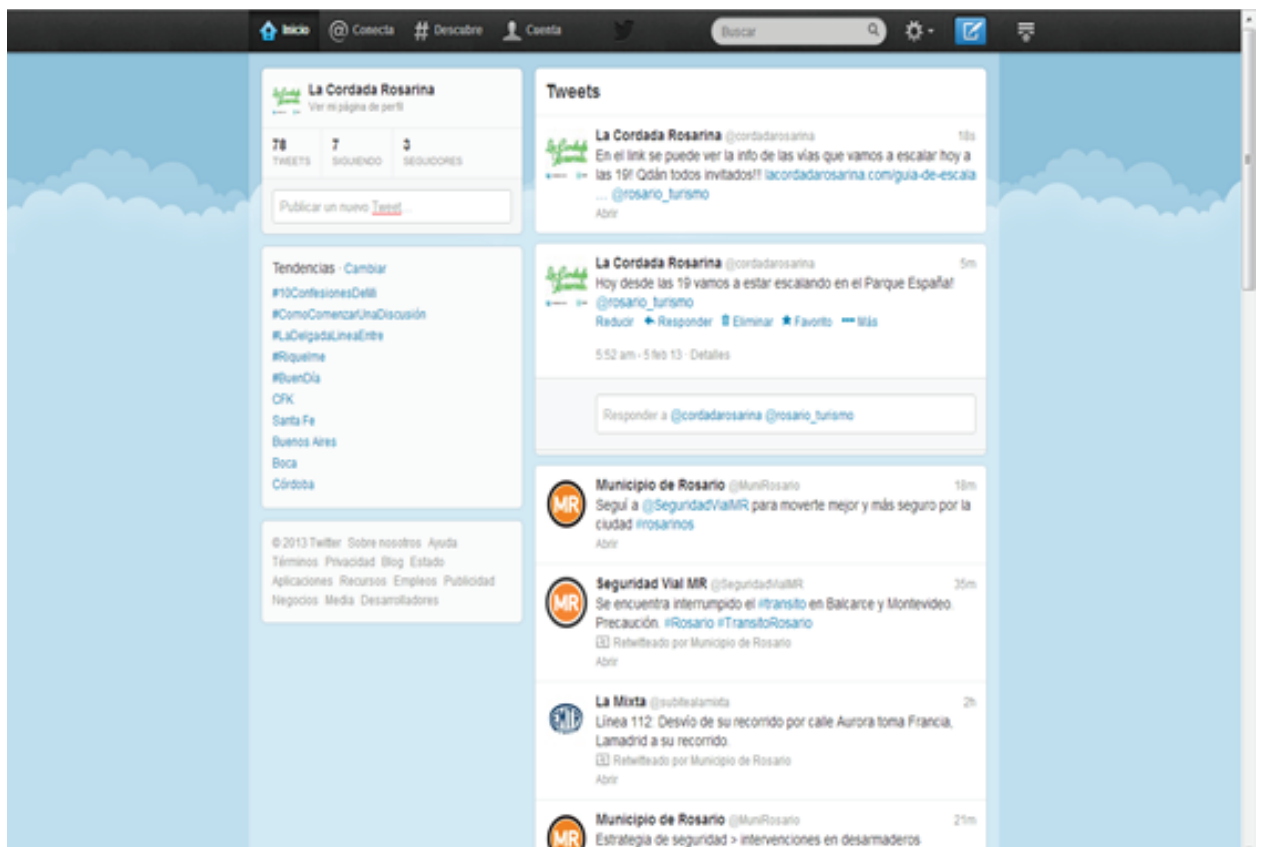 Inicio @ Conecta # Descubre Cuenta Buscar
La Cordada Rosarina
Ver mi página de perfil
78 7 3
TWEETS SIGUIENDO SEGUIDORES
Publicar un nuevo Tweet...
Tendencias · Cambiar
#10ConfesionesDeMi
#ComoComenzarUnaDiscusión
#LaDelgadaLineaEntre
#Riquelme
#BuenDía
CFK
Santa Fe
Buenos Aires
Boca
Córdoba
© 2013 Twitter Sobre nosotros Ayuda
Términos Privacidad Blog Estado
Aplicaciones Recursos Empleos Publicidad
Negocios Media Desarrolladores
Tweets
La Cordada Rosarina @cordadarosarina 18s
En el link se puede ver la info de las vías que vamos a escalar hoy a
las 19! Qdán todos invitados!!! lacordadarosarina.com/guia-de-escala
... @rosario_turismo
Abrir
La Cordada Rosarina @cordadarosarina 5m
Hoy desde las 19 vamos a estar escalando en el Parque España!
@rosario_turismo
Reducir Responder Eliminar Favorito Más
5:52 am - 5 feb 13 · Detalles
Responder a @cordadarosarina @rosario_turismo
Municipio de Rosario @MuniRosario 18m
Seguí a @SeguridadVialMR para moverte mejor y más seguro por la
ciudad #rosarinos
Abrir
Seguridad Vial MR @SeguridadVialMR 35m
Se encuentra interrumpido el #transito en Balcarce y Montevideo.
Precaución. #Rosario #TransitoRosario
Retwitteado por Municipio de Rosario
Abrir
La Mixta @subitealamixta 2h
Línea 112: Desvío de su recorrido por calle Aurora toma Francia,
Lamadrid a su recorrido.
Retwitteado por Municipio de Rosario
Abrir
Municipio de Rosario @MuniRosario 21m
Estrategia de seguridad > intervenciones en desarmaderos